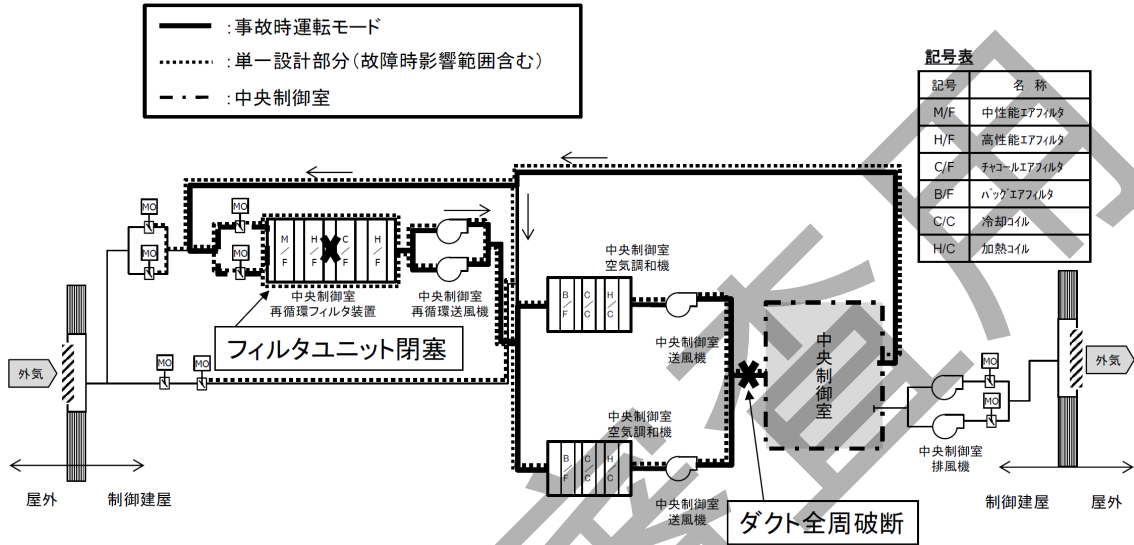 ：事故時運転モード
：単一設計部分（故障時影響範囲含む）
：中央制御室
記号表
記号 名 称
M/F 中性能エアフィルタ
H/F 高性能エアフィルタ
C/F チャコールエアフィルタ
B/F バッグエアフィルタ
C/C 冷却コイル
H/C 加熱コイル
MO
MO
MO
MO
M/F H/F C/F H/F
中央制御室
再循環フィルタ装置
中央制御室
再循環送風機
フィルタユニット閉塞
中央制御室
空気調和機
B/F C/C H/C
中央制御室
送風機
中央制御室
外気
MO
MO
MO
MO
外気
中央制御室
空気調和機
B/F C/C H/C
中央制御室
送風機
中央制御室
排風機
ダクト全周破断
屋外
制御建屋
制御建屋
屋外
審査用